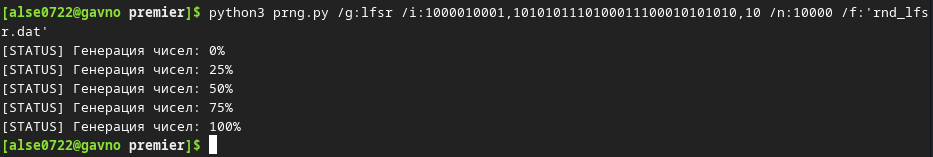 [alse0722@gavno premier]$ python3 prng.py /g:lfsr /i:1000010001,1010101110100011100010101010,10 /n:10000 /f:'rnd_lfs
r.dat'
[STATUS] Генерация чисел: 0%
[STATUS] Генерация чисел: 25%
[STATUS] Генерация чисел: 50%
[STATUS] Генерация чисел: 75%
[STATUS] Генерация чисел: 100%
[alse0722@gavno premier]$